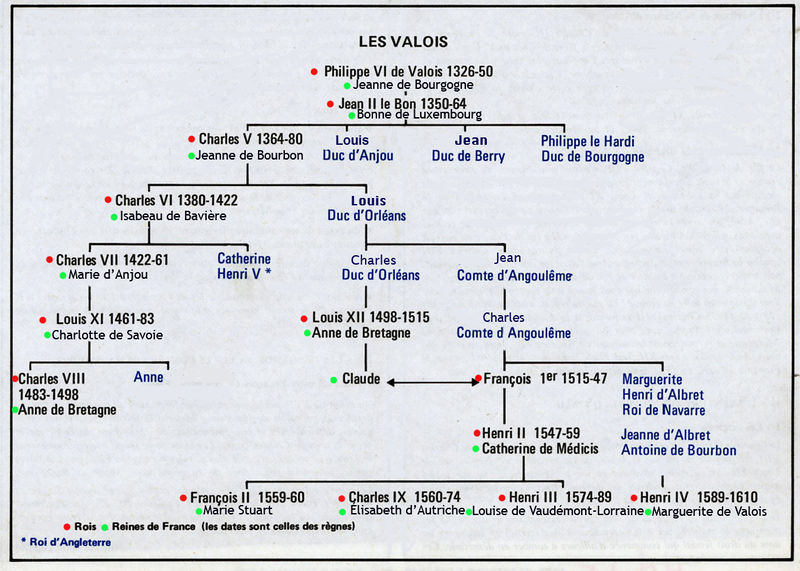 LES VALOIS
Philippe VI de Valois 1326-50
Jeanne de Bourgogne
Jean II le Bon 1350-64
Bonne de Luxembourg
Charles V 1364-80
Jeanne de Bourbon
Louis
Duc d'Anjou
Jean
Duc de Berry
Philippe le Hardi
Duc de Bourgogne
Charles VI 1380-1422
Isabeau de Bavière
Louis
Duc d'Orléans
Charles VII 1422-61
Marie d'Anjou
Catherine
Henri V *
Charles
Duc d'Orléans
Jean
Comte d'Angoulême
Louis XI 1461-83
Charlotte de Savoie
Louis XII 1498-1515
Anne de Bretagne
Charles
Comte d Angoulême
Charles VIII
1483-1498
Anne de Bretagne
Anne
Claude
François 1er 1515-47
Marguerite
Henri d'Albret
Roi de Navarre
Henri II 1547-59
Catherine de Médicis
Jeanne d'Albret
Antoine de Bourbon
François II 1559-60
Marie Stuart
Charles IX 1560-74
Élisabeth d'Autriche
Henri III 1574-89
Louise de Vaudémont-Lorraine
Henri IV 1589-1610
Marguerite de Valois
Rois Reines de France (les dates sont celles des règnes)
* Roi d'Angleterre